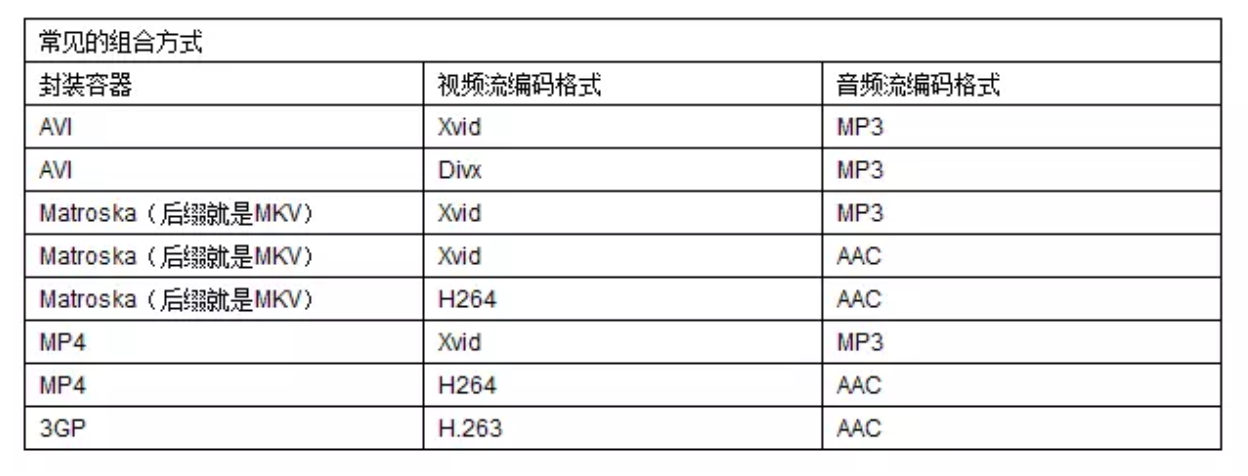 常见的组合方式
封装容器 视频流编码格式 音频流编码格式
AVI Xvid MP3
AVI Divx MP3
Matroska（后缀就是MKV） Xvid MP3
Matroska（后缀就是MKV） Xvid AAC
Matroska（后缀就是MKV） H264 AAC
MP4 Xvid MP3
MP4 H264 AAC
3GP H.263 AAC